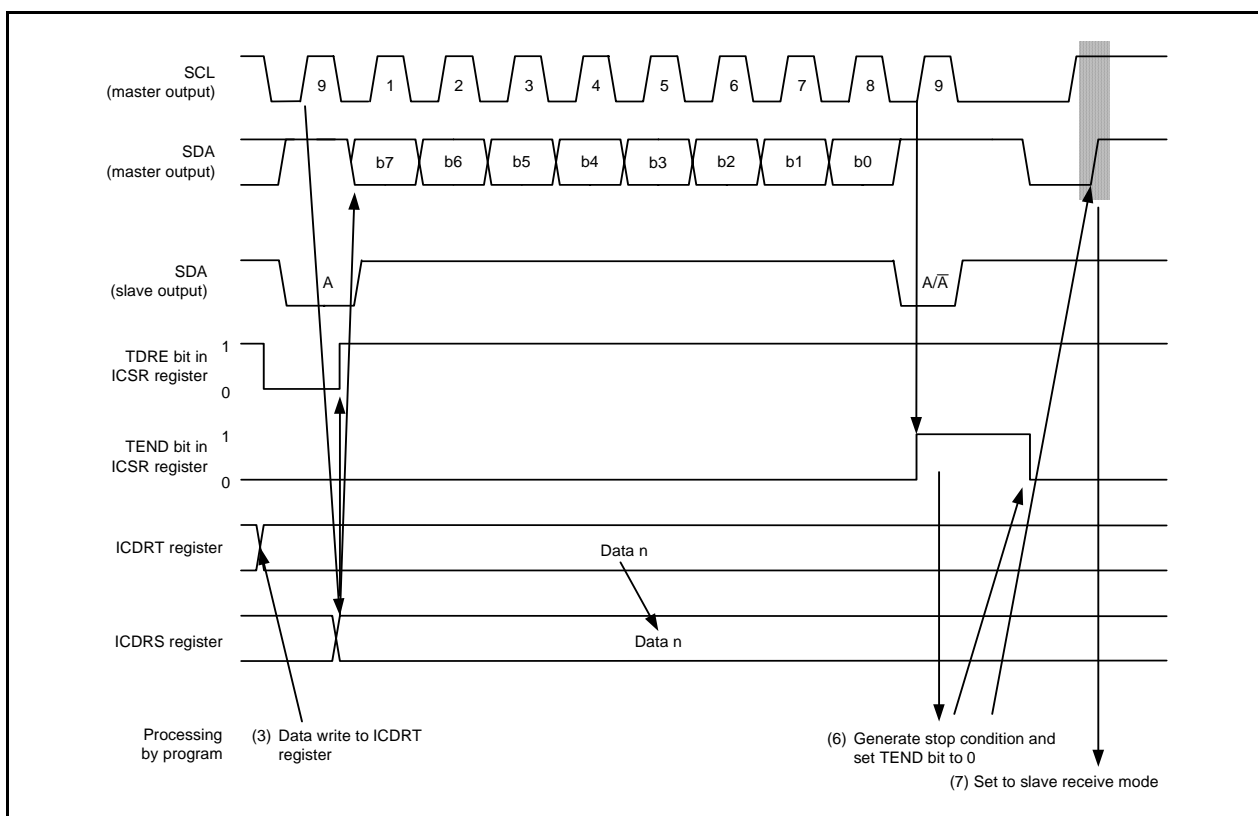 SCL
(master output)
9 1 2 3 4 5 6 7 8 9
SDA
(master output)
b7 b6 b5 b4 b3 b2 b1 b0
SDA
(slave output)
A A/A̅
TDRE bit in
ICSR register
1
0
TEND bit in
ICSR register
1
0
ICDRT register
Data n
ICDRS register
Data n
Processing
by program
(3) Data write to ICDRT
register
(6) Generate stop condition and
set TEND bit to 0
(7) Set to slave receive mode